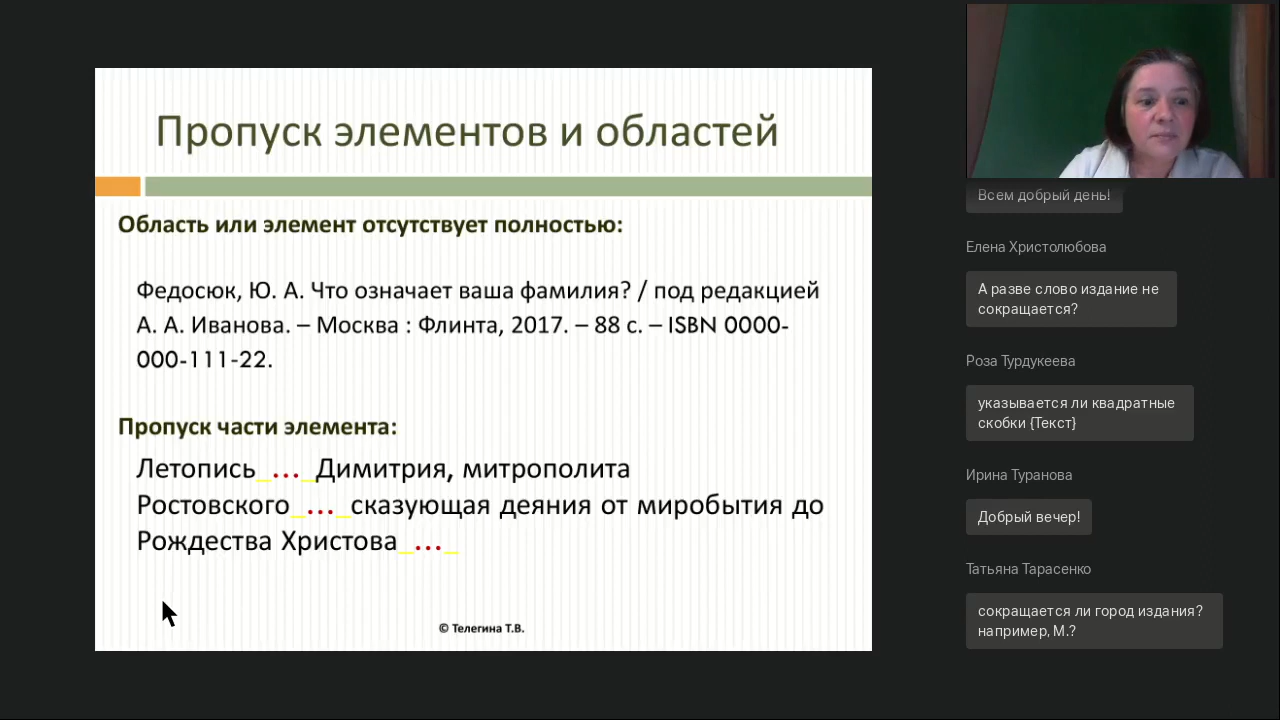 Пропуск элементов и областей
Область или элемент отсутствует полностью:
Федосюк, Ю. А. Что означает ваша фамилия? / под редакцией
А. А. Иванова. – Москва : Флинта, 2017. – 88 с. – ISBN 0000-
000-111-22.
Пропуск части элемента:
Летопись_..._Димитрия, митрополита
Ростовского_..._сказующая деяния от миробытия до
Рождества Христова_..._
© Телегина Т.В.
Всем добрый день!
Елена Христолюбова
А разве слово издание не
сокращается?
Роза Турдукеева
указывается ли квадратные
скобки {Текст}
Ирина Туранова
Добрый вечер!
Татьяна Тарасенко
сокращается ли город издания?
например, М.?